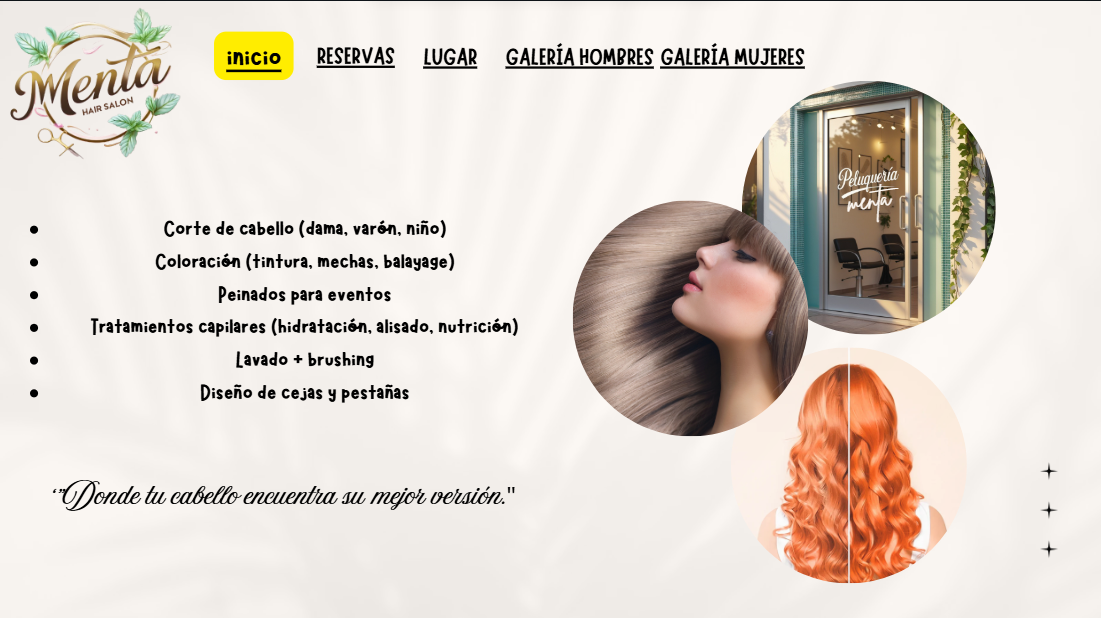 Menta
HAIR SALON
inicio RESERVAS LUGAR GALERÍA HOMBRES GALERÍA MUJERES
Peluquería
menta
• Corte de cabello (dama, varón, niño)
• Coloración (tintura, mechas, balayage)
• Peinados para eventos
• Tratamientos capilares (hidratación, alisado, nutrición)
• Lavado + brushing
• Diseño de cejas y pestañas
‘”Donde tu cabello encuentra su mejor versión."